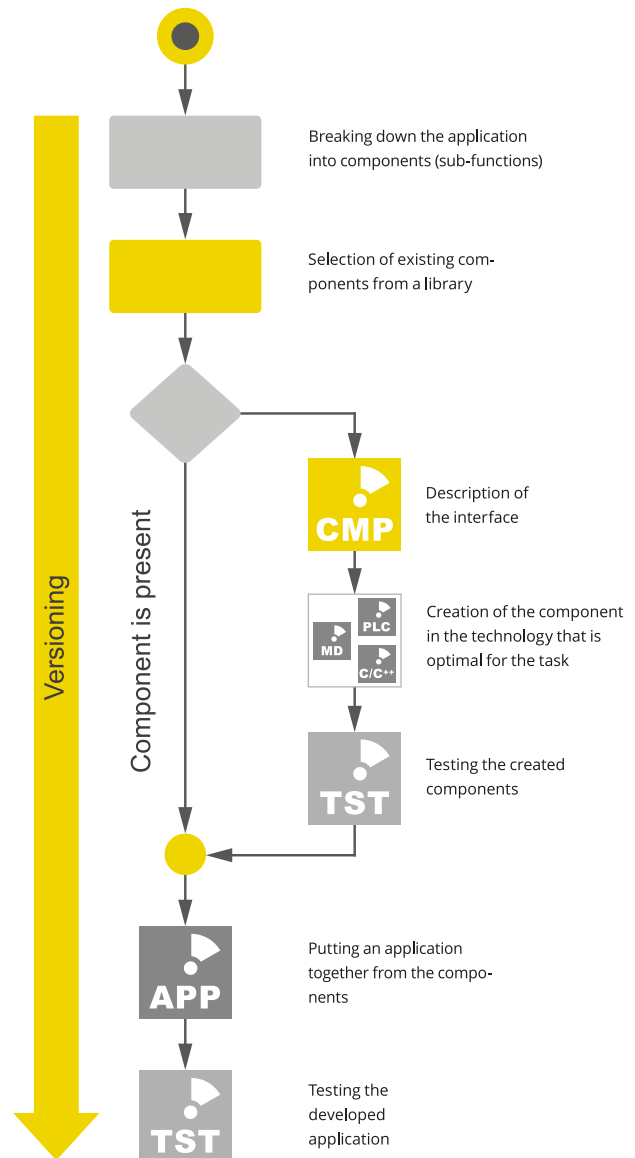 Breaking down the application
into components (sub-functions)
Selection of existing com-
ponents from a library
CMP
Description of
the interface
Versioning
Component is present
PLC
MD
C/C++
Creation of the component
in the technology that is
optimal for the task
TST
Testing the created
components
APP
Putting an application
together from the compo-
nents
TST
Testing the
developed
application